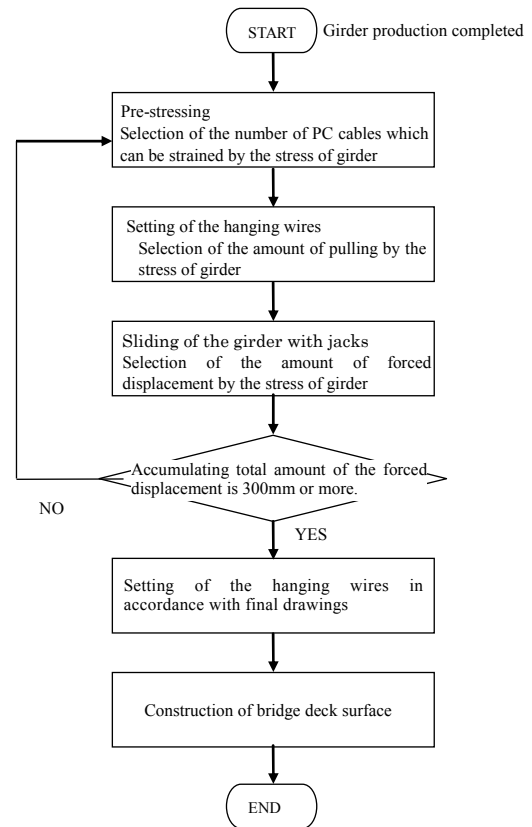 START
Girder production completed
Pre-stressing
Selection of the number of PC cables which
can be strained by the stress of girder
Setting of the hanging wires
Selection of the amount of pulling by the
stress of girder
Sliding of the girder with jacks
Selection of the amount of forced
displacement by the stress of girder
Accumulating total amount of the forced
displacement is 300mm or more.
NO
YES
Setting of the hanging wires in
accordance with final drawings
Construction of bridge deck surface
END